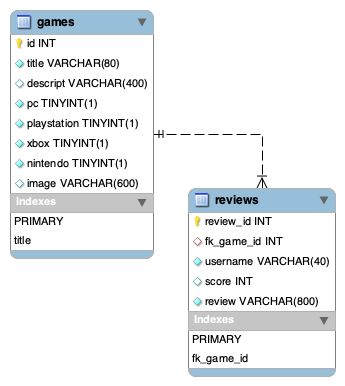 games
id INT
title VARCHAR(80)
descript VARCHAR(400)
pc TINYINT(1)
playstation TINYINT(1)
xbox TINYINT(1)
nintendo TINYINT(1)
image VARCHAR(600)
Indexes
PRIMARY
title
reviews
review_id INT
fk_game_id INT
username VARCHAR(40)
score INT
review VARCHAR(800)
Indexes
PRIMARY
fk_game_id